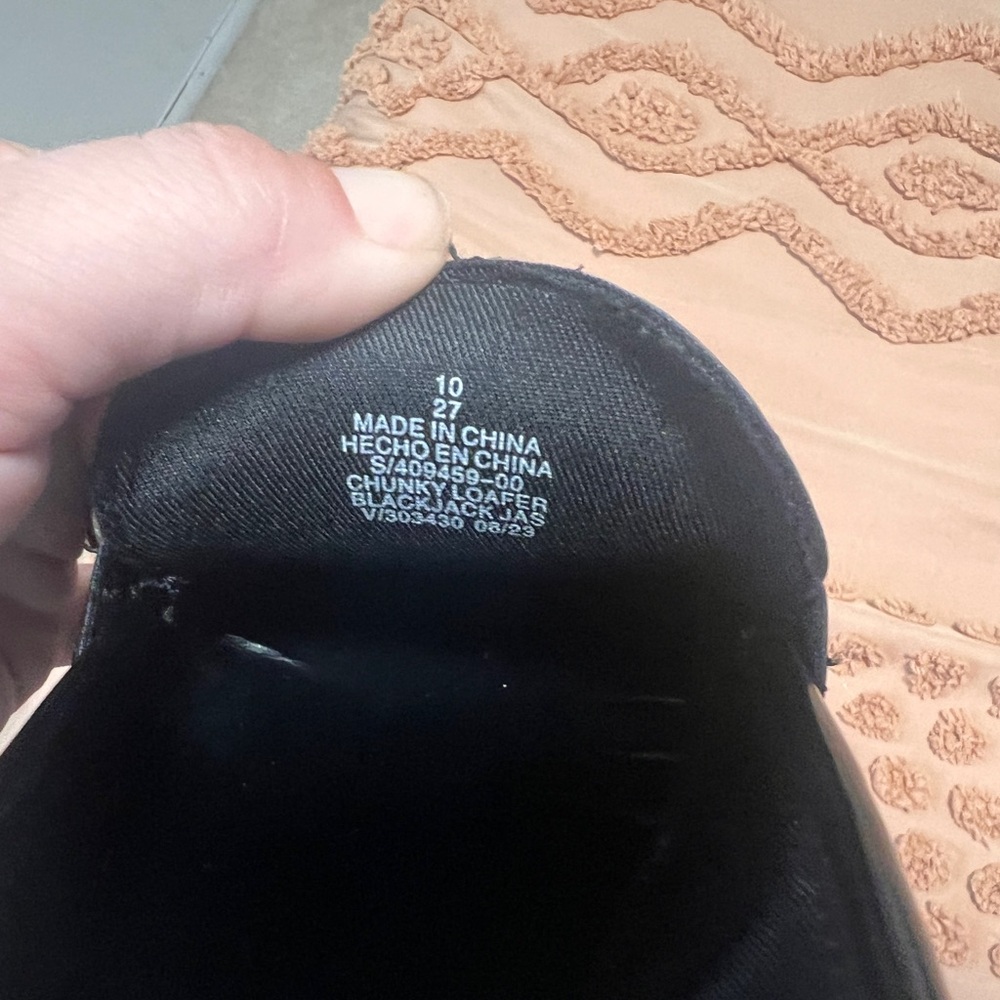 10
27
MADE IN CHINA
HECHO EN CHINA
S/409459-00
CHUNKY LOAFER
BLACKJACK JAS
V/303430 08/23